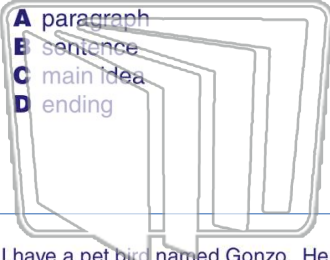 A paragraph
B sentence
C main idea
D ending
I have a pet bird named Gonzo. He